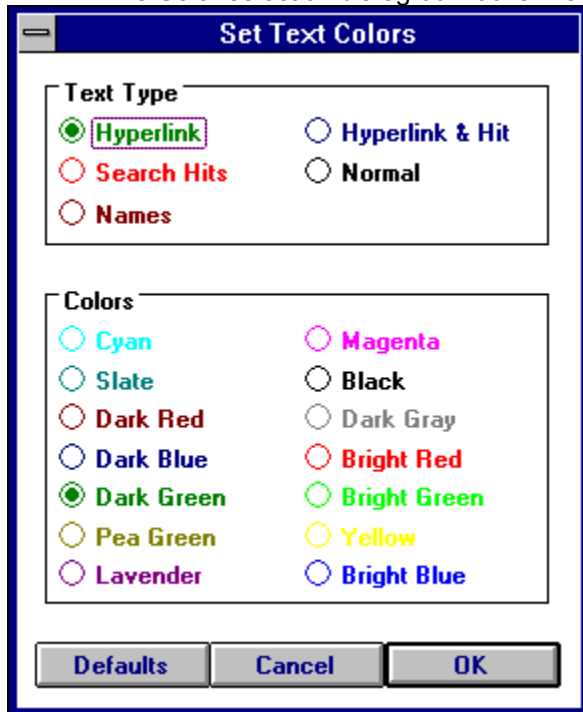 Set Text Colors
Text Type
Hyperlink Hyperlink & Hit
Search Hits Normal
Names
Colors
Cyan Magenta
Slate Black
Dark Red Dark Gray
Dark Blue Bright Red
Dark Green Bright Green
Pea Green Yellow
Lavender Bright Blue
Defaults Cancel OK